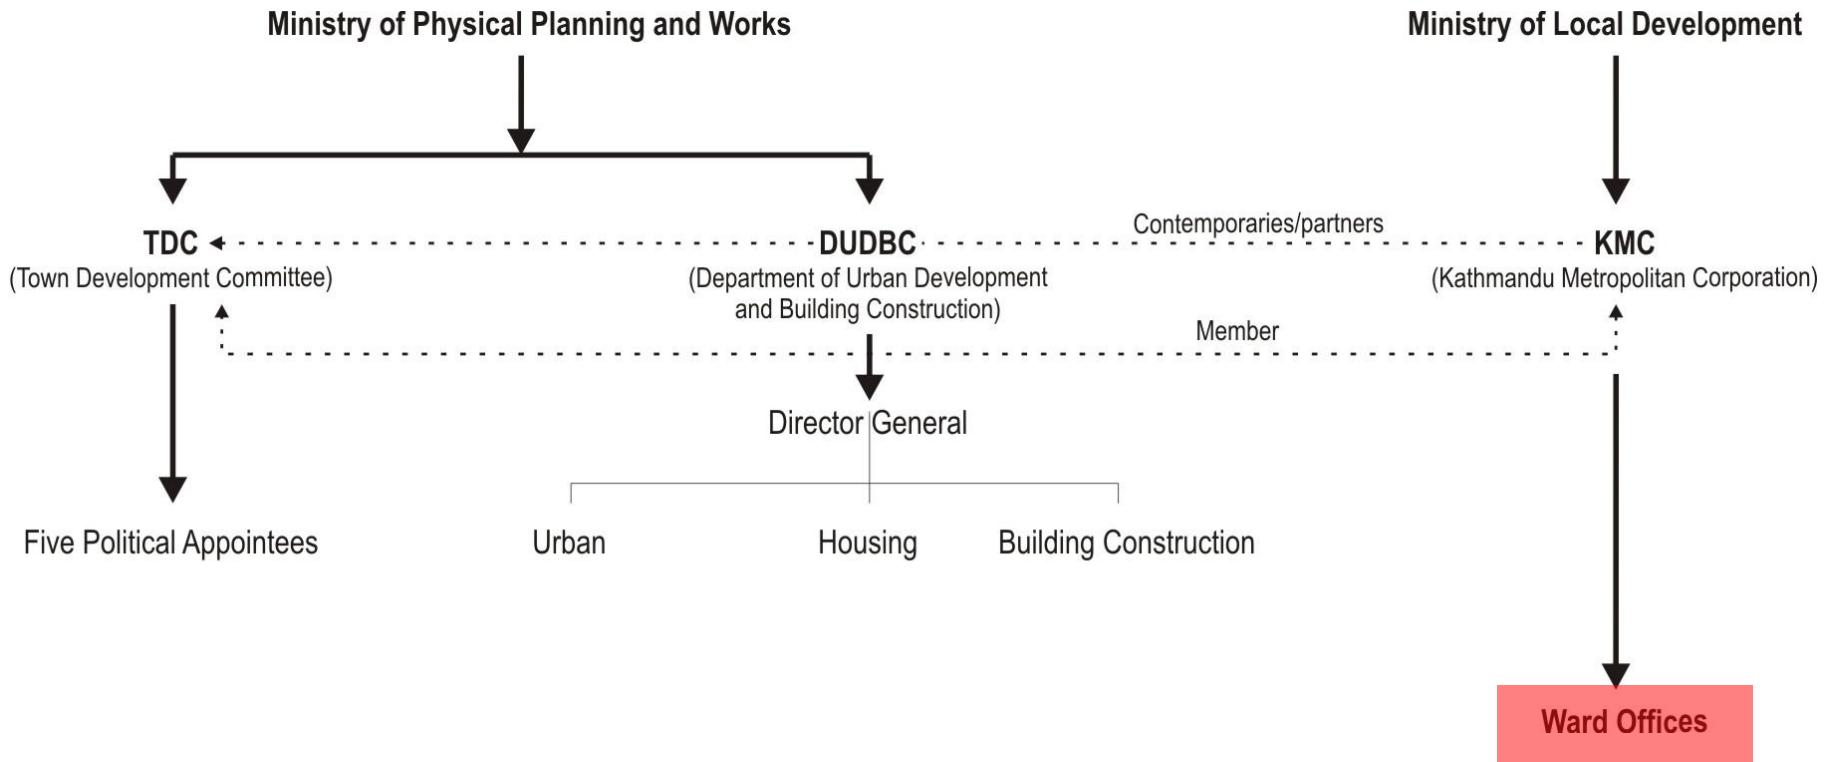 Ministry of Physical Planning and Works
Ministry of Local Development
Contemporaries/partners
TDC
DUDBC
KMC
(Town Development Committee)
(Department of Urban Development
and Building Construction)
(Kathmandu Metropolitan Corporation)
Member
Director General
Five Political Appointees
Urban
Housing
Building Construction
Ward Offices